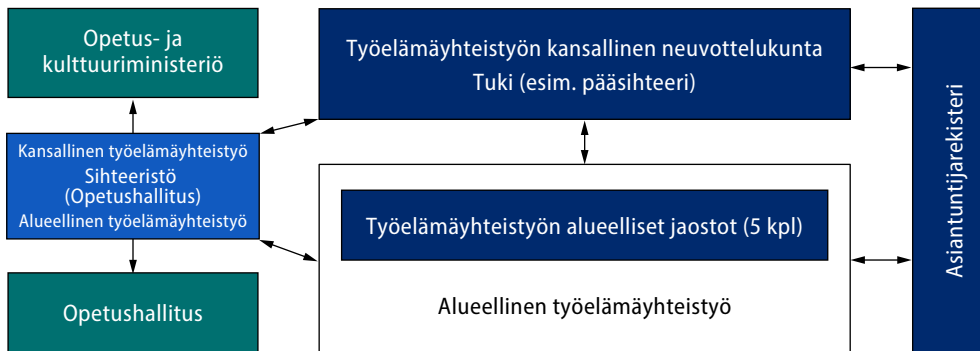 Opetus- ja
kulttuuriministeriö
Kansallinen työelämäyhteistyö
Sihteeristö
(Opetushallitus)
Alueellinen työelämäyhteistyö
Opetushallitus
Työelämäyhteistyön kansallinen neuvottelukunta
Tuki (esim. pääsihteeri)
Työelämäyhteistyön alueelliset jaostot (5 kpl)
Alueellinen työelämäyhteistyö
Asiantuntijarekisteri